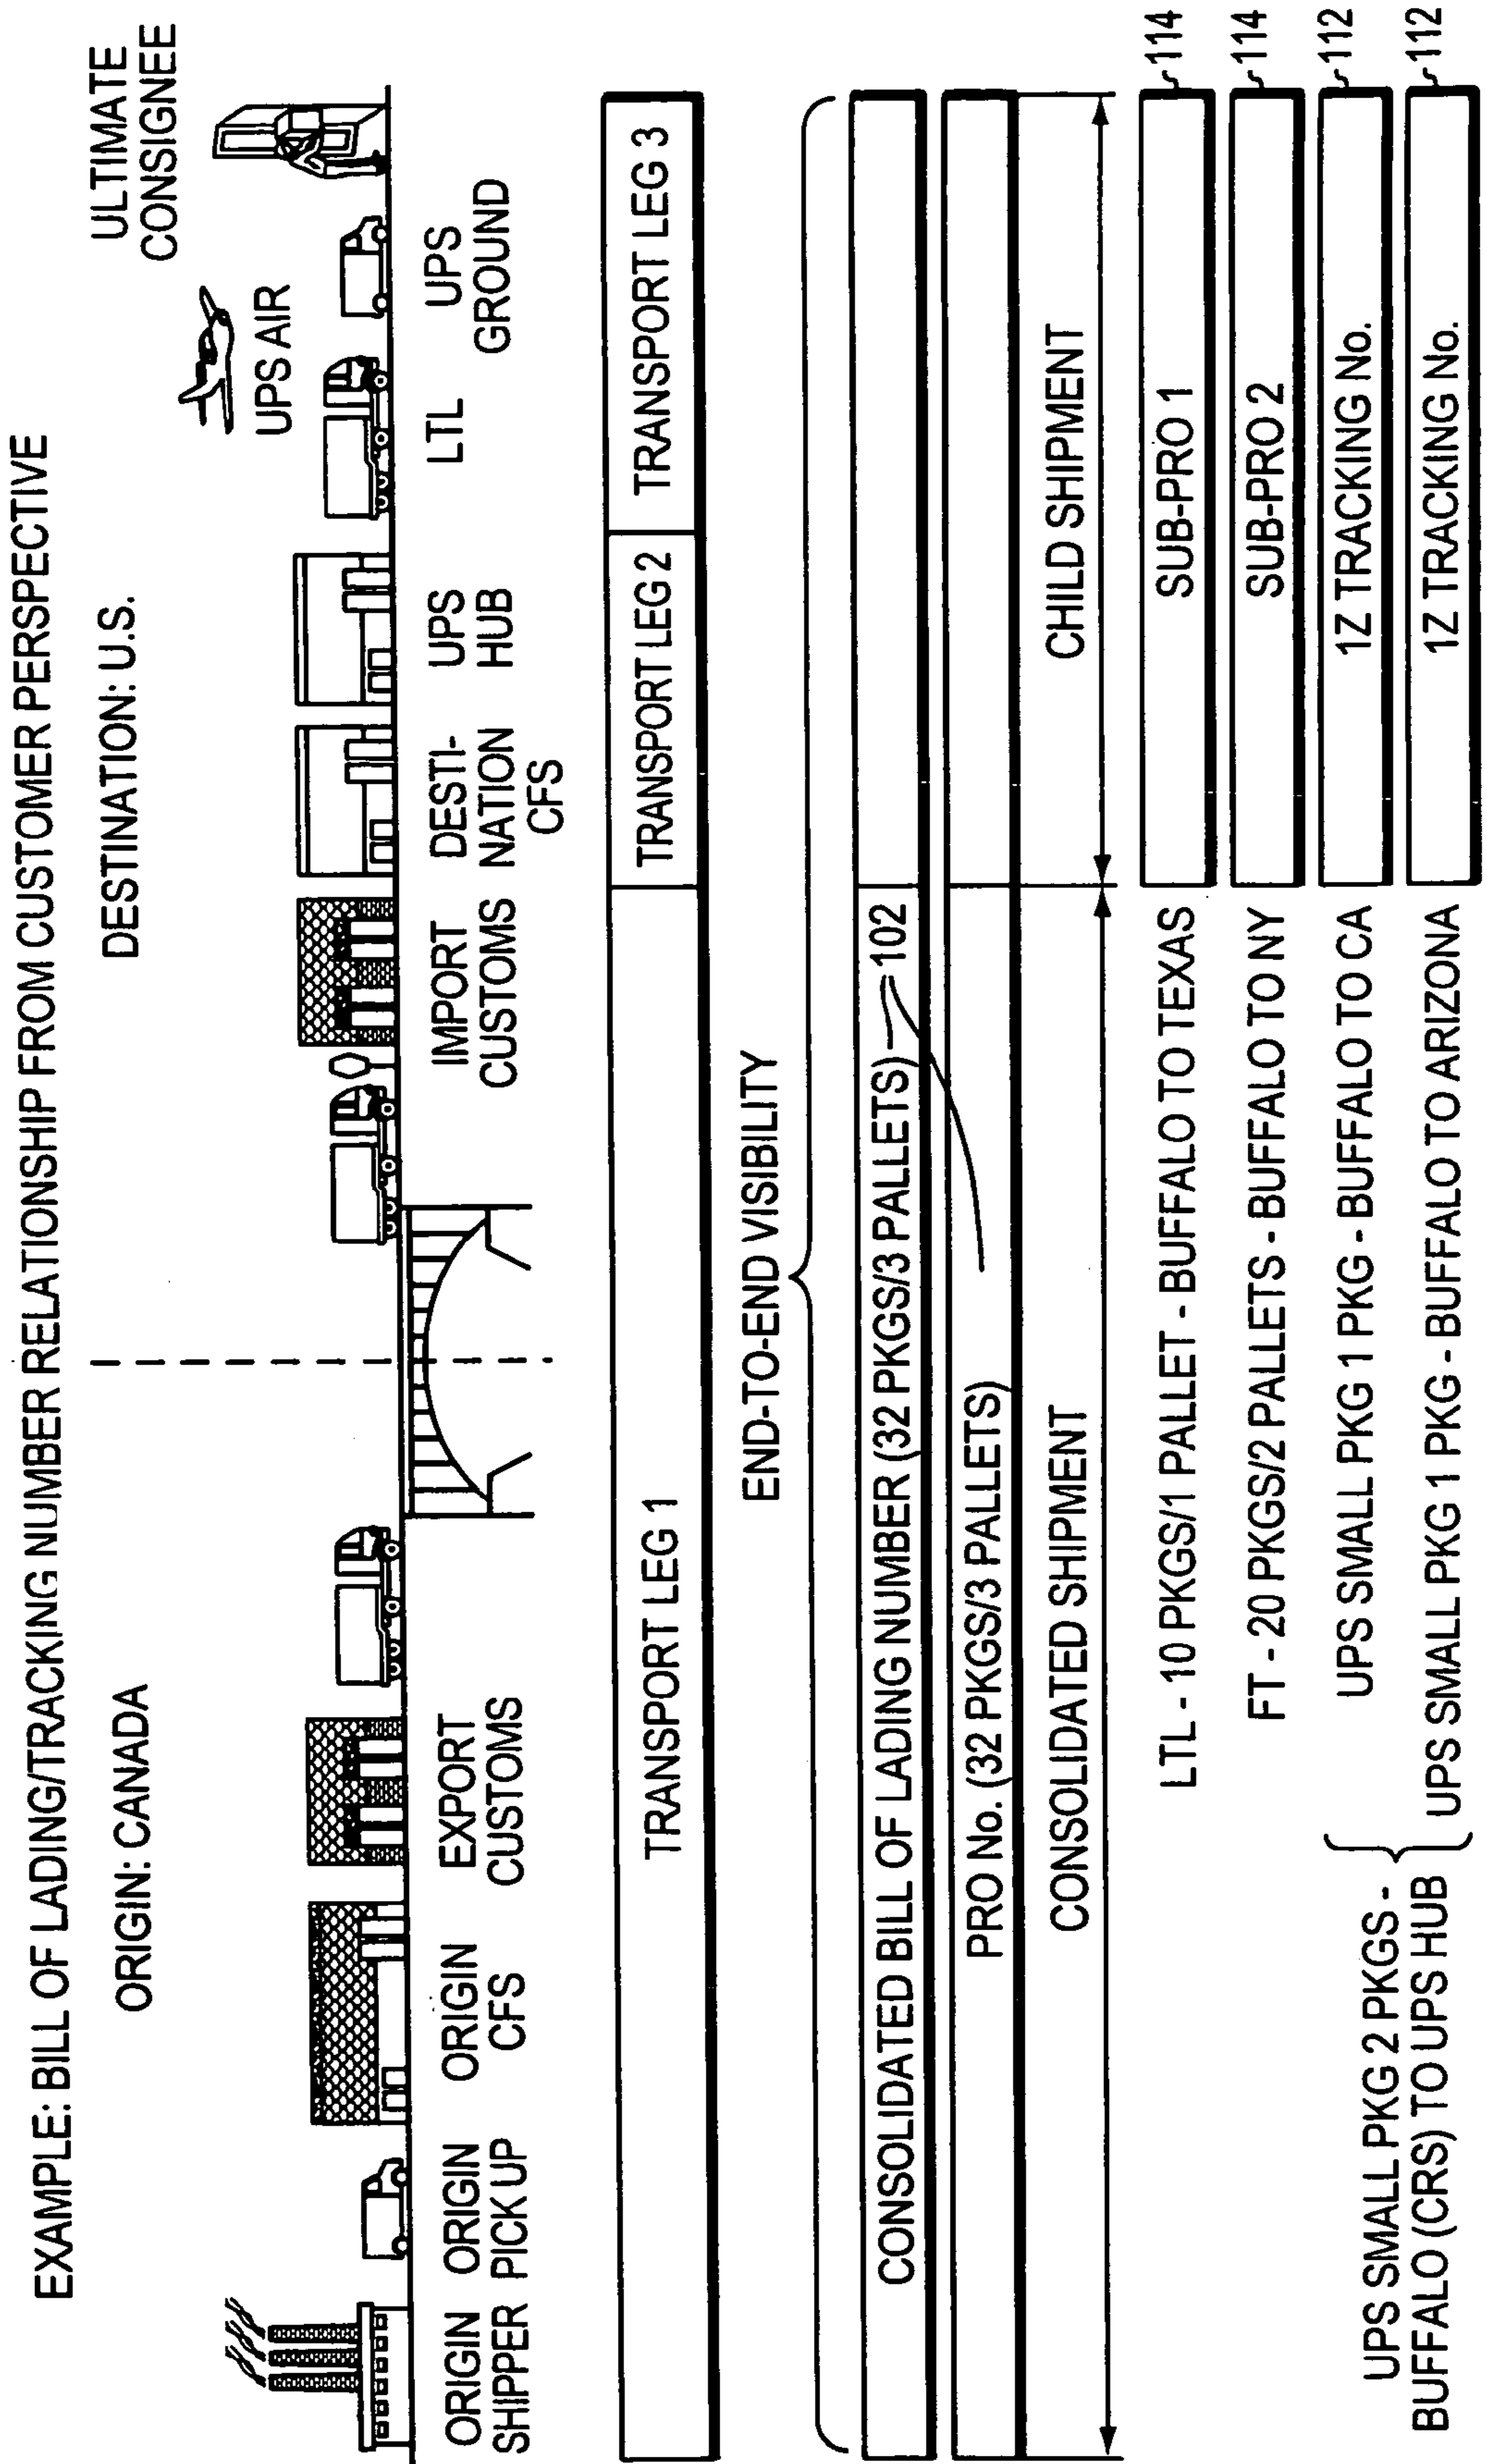 EXAMPLE: BILL OF LADING/TRACKING NUMBER RELATIONSHIP FROM CUSTOMER PERSPECTIVE
ORIGIN: CANADA
DESTINATION: U.S.
ULTIMATE
CONSIGNEE
UPS AIR
ORIGIN
SHIPPER
ORIGIN
PICK UP
ORIGIN
CFS
EXPORT
CUSTOMS
IMPORT
CUSTOMS
DESTI-
NATION
CFS
UPS
HUB
LTL
UPS
GROUND
TRANSPORT LEG 1
TRANSPORT LEG 2
TRANSPORT LEG 3
END-TO-END VISIBILITY
CONSOLIDATED BILL OF LADING NUMBER (32 PKGS/3 PALLETS)
102
PRO No. (32 PKGS/3 PALLETS)
CONSOLIDATED SHIPMENT
CHILD SHIPMENT
LTL - 10 PKGS/1 PALLET - BUFFALO TO TEXAS
SUB-PRO 1
114
FT - 20 PKGS/2 PALLETS - BUFFALO TO NY
SUB-PRO 2
114
UPS SMALL PKG 2 PKGS -
BUFFALO (CRS) TO UPS HUB
UPS SMALL PKG 1 PKG - BUFFALO TO CA
1Z TRACKING No.
112
UPS SMALL PKG 1 PKG - BUFFALO TO ARIZONA
1Z TRACKING No.
112